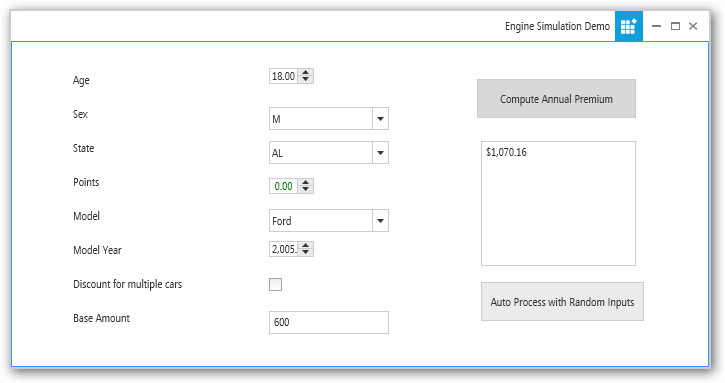 Engine Simulation Demo
Age 18.00
Compute Annual Premium
Sex M
State AL
$1,070.16
Points 0.00
Model Ford
Model Year 2,005.
Discount for multiple cars
Auto Process with Random Inputs
Base Amount 600